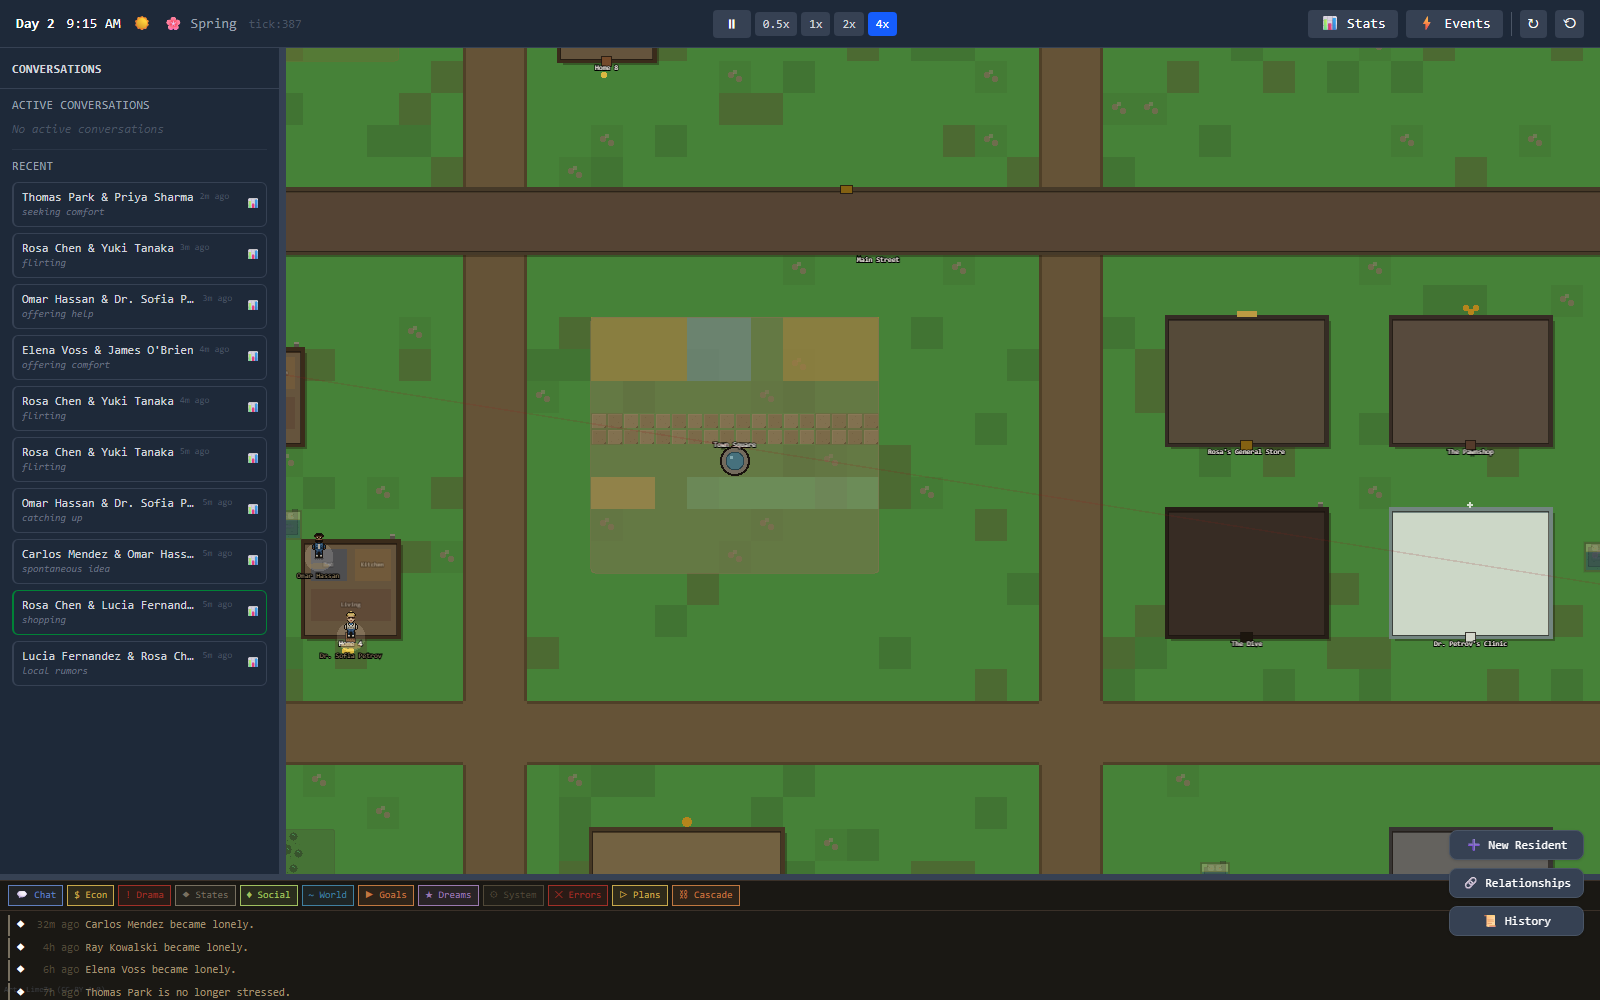 Day 2 9:15 AM Spring tick:387
0.5x 1x 2x 4x
Stats Events
CONVERSATIONS
ACTIVE CONVERSATIONS
No active conversations
RECENT
Thomas Park & Priya Sharma 2m ago
seeking comfort
Rosa Chen & Yuki Tanaka 3m ago
flirting
Omar Hassan & Dr. Sofia P… 3m ago
offering help
Elena Voss & James O'Brien 4m ago
offering comfort
Rosa Chen & Yuki Tanaka 4m ago
flirting
Rosa Chen & Yuki Tanaka 5m ago
flirting
Omar Hassan & Dr. Sofia P… 5m ago
catching up
Carlos Mendez & Omar Hass… 5m ago
spontaneous idea
Rosa Chen & Lucia Fernand… 5m ago
shopping
Lucia Fernandez & Rosa Ch… 5m ago
local rumors
Home 8
Main Street
Town Square
Rosa's General Store
The Pawnshop
Kitchen
Omar Hassan
Living
Home 4
Dr. Sofia Petrov
The Dive
Dr. Petrov's Clinic
New Resident
Relationships
History
Chat $ Econ ! Drama States Social ~ World Goals Dreams System Errors Plans Cascade
32m ago Carlos Mendez became lonely.
4h ago Ray Kowalski became lonely.
6h ago Elena Voss became lonely.
7h ago Thomas Park is no longer stressed.